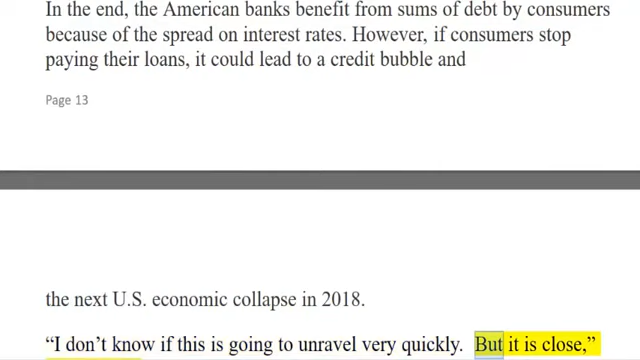 In the end, the American banks benefit from sums of debt by consumers
because of the spread on interest rates. However, if consumers stop
paying their loans, it could lead to a credit bubble and
Page 13
the next U.S. economic collapse in 2018.
“I don’t know if this is going to unravel very quickly. But it is close,”